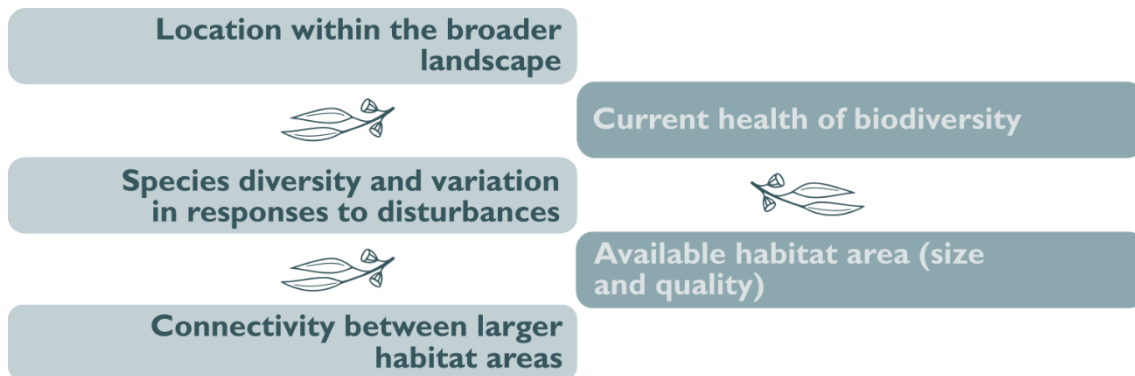 Location within the broader
landscape
Current health of biodiversity
Species diversity and variation
in responses to disturbances
Available habitat area (size
and quality)
Connectivity between larger
habitat areas